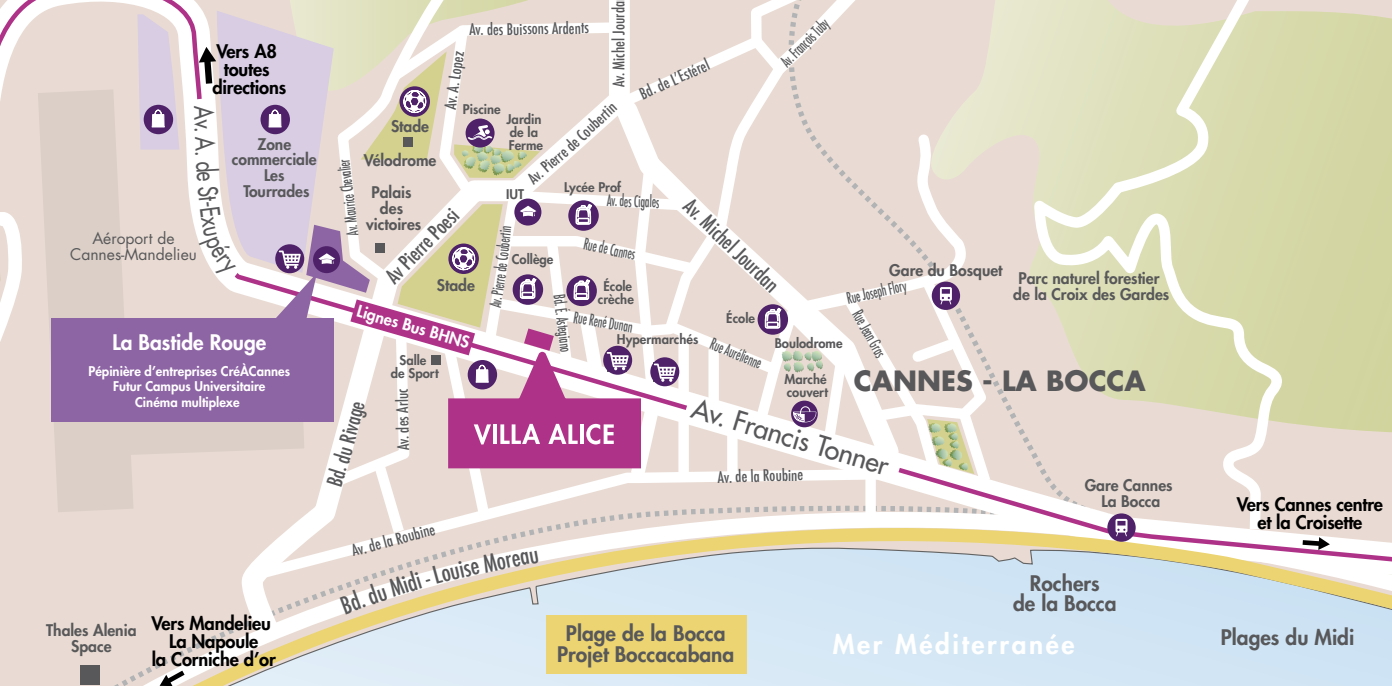 Av. des Buissons Ardents
Av. Michel Jourdan
Av. François Tuby
Vers A8
toutes
directions
Av. A. Lopez
Bd. de L'Estérel
Piscine
Jardin
de la
Ferme
Av. Pierre de Coubertin
Stade
Vélodrome
Av. A. de St-Exupéry
Zone
commerciale
Les
Tourrades
Av. Maurice Chevalier
Palais
des
victoires
IUT
Lycée Prof
Av. des Cigales
Av. Michel Jourdan
Av Pierre Poesi
Av. Pierre de Coubertin
Rue de Cannes
Aéroport de
Cannes-Mandelieu
Collège
Stade
École
crèche
Gare du Bosquet
Parc naturel forestier
de la Croix des Gardes
Rue Joseph Flory
Bd. E. Astegiano
Rue René Dunan
Lignes Bus BHNS
École
Rue Jean Gras
La Bastide Rouge
Pépinière d'entreprises CréÀCannes
Futur Campus Universitaire
Cinéma multiplexe
Hypermarchés
Rue Aurélienne
Boulodrome
Salle
de Sport
Marché
couvert
CANNES - LA BOCCA
Av. des Arluc
Bd. du Rivage
VILLA ALICE
Av. Francis Tonner
Av. de la Roubine
Gare Cannes
La Bocca
Vers Cannes centre
et la Croisette
Av. de la Roubine
Bd. du Midi - Louise Moreau
Rochers
de la Bocca
Thales Alenia
Space
Vers Mandelieu
La Napoule
la Corniche d'or
Plage de la Bocca
Projet Boccacabana
Mer Méditerranée
Plages du Midi